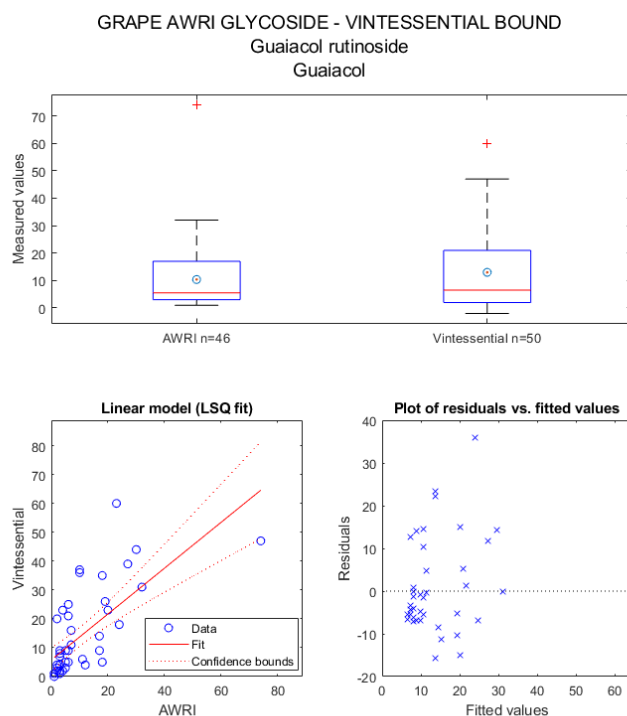 GRAPE AWRI GLYCOSIDE - VINTESSENTIAL BOUND
Guaiacol rutinoside
Guaiacol
Measured values
70
60
50
40
30
20
10
0
AWRI n=46
Vintessential n=50
Linear model (LSQ fit)
Vintessential
80
70
60
50
40
30
20
10
0
Data
Fit
Confidence bounds
0 20 40 60 80
AWRI
Plot of residuals vs. fitted values
Residuals
40
30
20
10
0
-10
-20
0 10 20 30 40 50 60
Fitted values